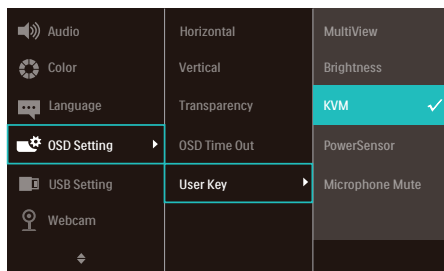 Audio
Color
Language
OSD Setting
USB Setting
Webcam
Horizontal
Vertical
Transparency
OSD Time Out
User Key
MultiView
Brightness
KVM
PowerSensor
Microphone Mute